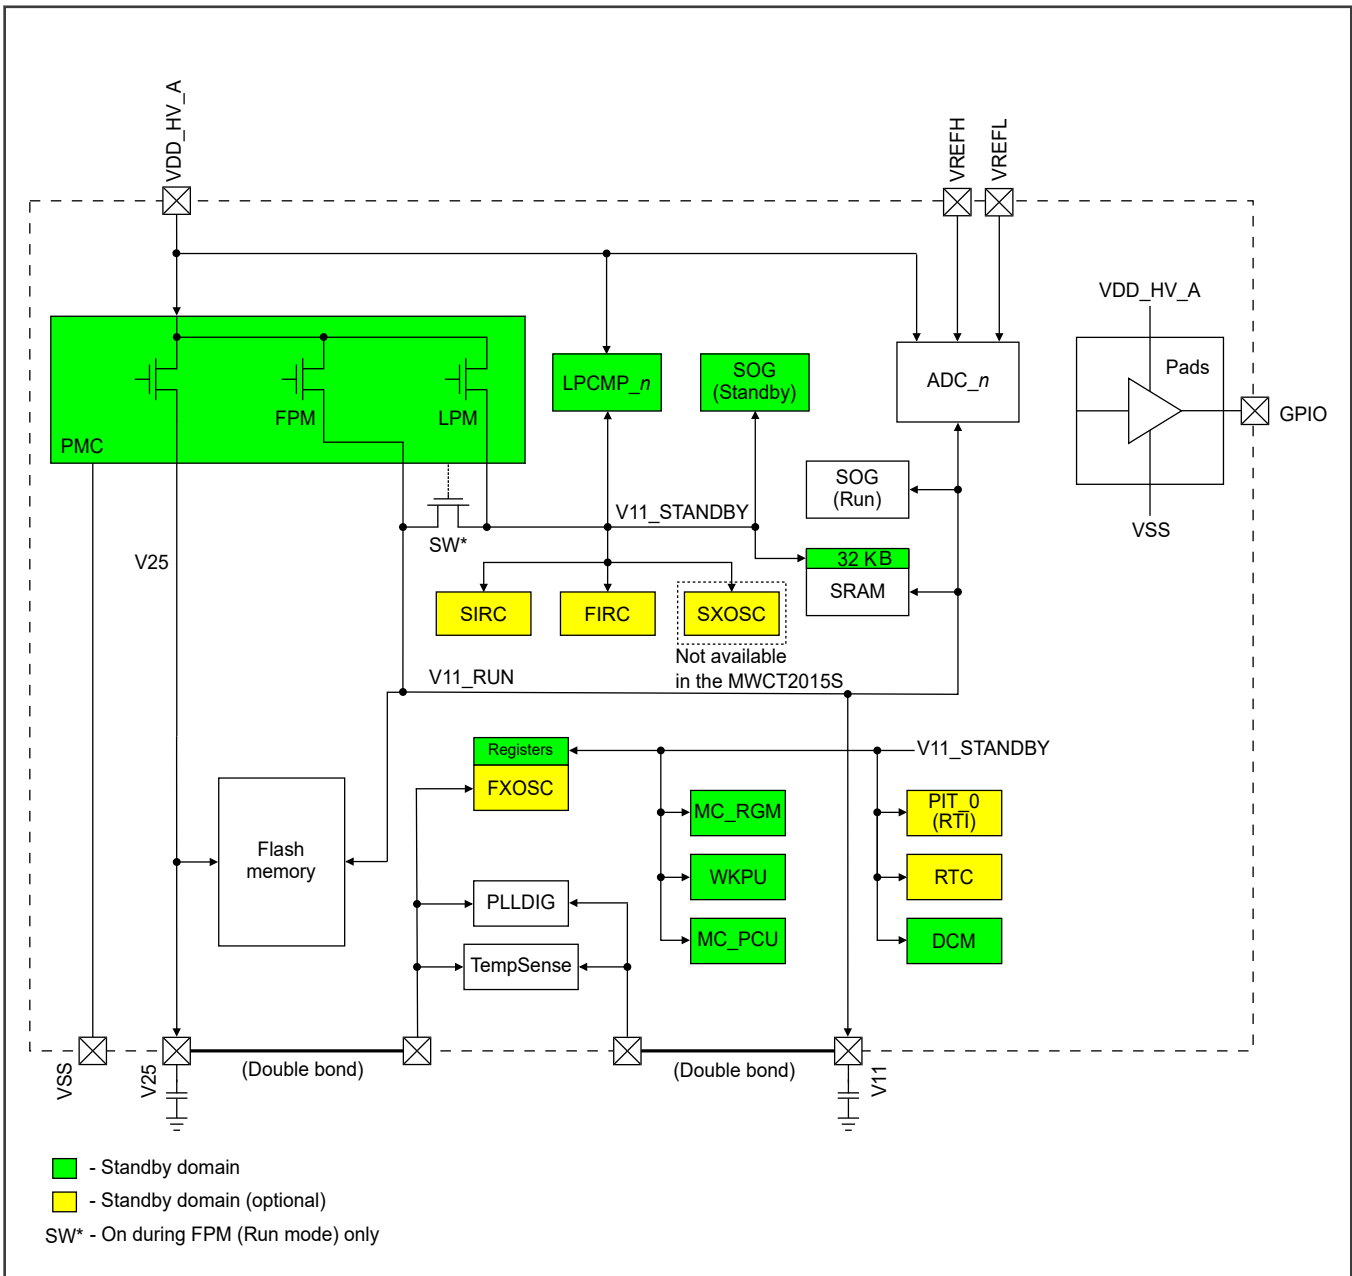 VDD_HV_A
VREFH
VREFL
VDD_HV_A
Pads
GPIO
VSS
PMC
FPM
LPM
LPCMP_n
SOG
(Standby)
ADC_n
SOG
(Run)
V11_STANDBY
SW*
V25
32 KB
SRAM
SIRC
FIRC
SXOSC
Not available
in the MWCT2015S
V11_RUN
V11_STANDBY
Registers
FXOSC
MC_RGM
PIT_0
(RTI)
Flash
memory
WKPU
RTC
PLLDIG
MC_PCU
DCM
TempSense
VSS
V25
(Double bond)
(Double bond)
V11
- Standby domain
- Standby domain (optional)
SW* - On during FPM (Run mode) only